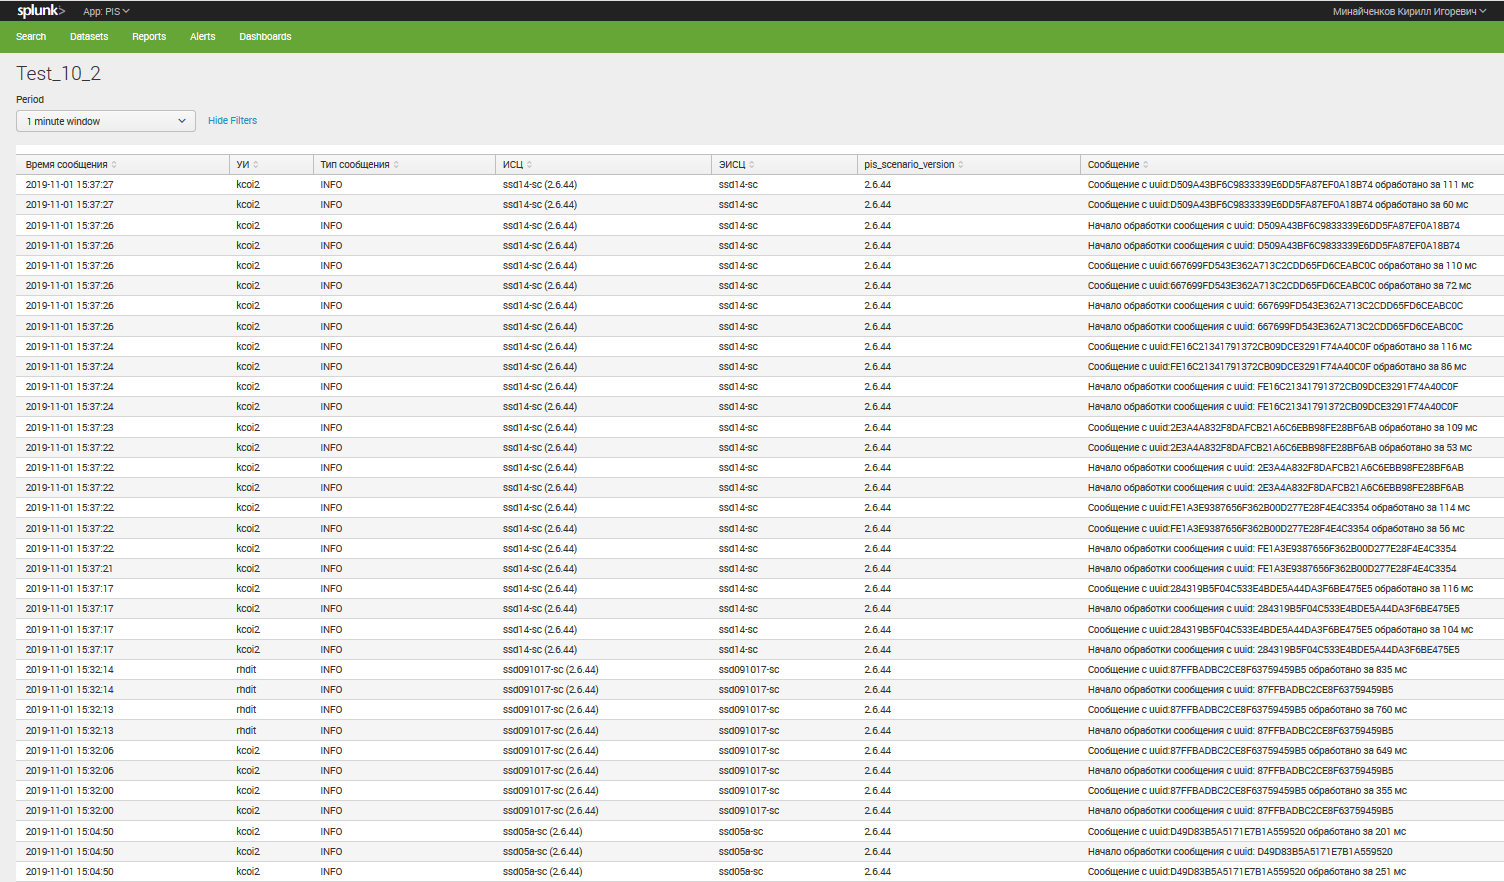 splunk> App: PIS Минайченков Кирилл Игоревич
Search Datasets Reports Alerts Dashboards
Test_10_2
Period
1 minute window Hide Filters
Время сообщения УИ Тип сообщения ИСЦ ЭИСЦ pis_scenario_version Сообщение
2019-11-01 15:37:27 kcoi2 INFO ssd14-sc (2.6.44) ssd14-sc 2.6.44 Сообщение с uuid:D509A43BF6C9833339E6DD5FA87EF0A18B74 обработано за 111 мс
2019-11-01 15:37:27 kcoi2 INFO ssd14-sc (2.6.44) ssd14-sc 2.6.44 Сообщение с uuid:D509A43BF6C9833339E6DD5FA87EF0A18B74 обработано за 60 мс
2019-11-01 15:37:26 kcoi2 INFO ssd14-sc (2.6.44) ssd14-sc 2.6.44 Начало обработки сообщения с uuid: D509A43BF6C9833339E6DD5FA87EF0A18B74
2019-11-01 15:37:26 kcoi2 INFO ssd14-sc (2.6.44) ssd14-sc 2.6.44 Начало обработки сообщения с uuid: D509A43BF6C9833339E6DD5FA87EF0A18B74
2019-11-01 15:37:26 kcoi2 INFO ssd14-sc (2.6.44) ssd14-sc 2.6.44 Сообщение с uuid:667699FD543E362A713C2CDD65FD6CEABC0C обработано за 110 мс
2019-11-01 15:37:26 kcoi2 INFO ssd14-sc (2.6.44) ssd14-sc 2.6.44 Сообщение с uuid:667699FD543E362A713C2CDD65FD6CEABC0C обработано за 72 мс
2019-11-01 15:37:26 kcoi2 INFO ssd14-sc (2.6.44) ssd14-sc 2.6.44 Начало обработки сообщения с uuid: 667699FD543E362A713C2CDD65FD6CEABC0C
2019-11-01 15:37:26 kcoi2 INFO ssd14-sc (2.6.44) ssd14-sc 2.6.44 Начало обработки сообщения с uuid: 667699FD543E362A713C2CDD65FD6CEABC0C
2019-11-01 15:37:24 kcoi2 INFO ssd14-sc (2.6.44) ssd14-sc 2.6.44 Сообщение с uuid:FE16C21341791372CB09DCE3291F74A40C0F обработано за 116 мс
2019-11-01 15:37:24 kcoi2 INFO ssd14-sc (2.6.44) ssd14-sc 2.6.44 Сообщение с uuid:FE16C21341791372CB09DCE3291F74A40C0F обработано за 86 мс
2019-11-01 15:37:24 kcoi2 INFO ssd14-sc (2.6.44) ssd14-sc 2.6.44 Начало обработки сообщения с uuid: FE16C21341791372CB09DCE3291F74A40C0F
2019-11-01 15:37:24 kcoi2 INFO ssd14-sc (2.6.44) ssd14-sc 2.6.44 Начало обработки сообщения с uuid: FE16C21341791372CB09DCE3291F74A40C0F
2019-11-01 15:37:23 kcoi2 INFO ssd14-sc (2.6.44) ssd14-sc 2.6.44 Сообщение с uuid:2E3A4A832F8DAFCB21A6C6EBB98FE28BF6AB обработано за 109 мс
2019-11-01 15:37:22 kcoi2 INFO ssd14-sc (2.6.44) ssd14-sc 2.6.44 Сообщение с uuid:2E3A4A832F8DAFCB21A6C6EBB98FE28BF6AB обработано за 53 мс
2019-11-01 15:37:22 kcoi2 INFO ssd14-sc (2.6.44) ssd14-sc 2.6.44 Начало обработки сообщения с uuid: 2E3A4A832F8DAFCB21A6C6EBB98FE28BF6AB
2019-11-01 15:37:22 kcoi2 INFO ssd14-sc (2.6.44) ssd14-sc 2.6.44 Начало обработки сообщения с uuid: 2E3A4A832F8DAFCB21A6C6EBB98FE28BF6AB
2019-11-01 15:37:22 kcoi2 INFO ssd14-sc (2.6.44) ssd14-sc 2.6.44 Сообщение с uuid:FE1A3E9387656F362B00D277E28F4E4C3354 обработано за 114 мс
2019-11-01 15:37:22 kcoi2 INFO ssd14-sc (2.6.44) ssd14-sc 2.6.44 Сообщение с uuid:FE1A3E9387656F362B00D277E28F4E4C3354 обработано за 56 мс
2019-11-01 15:37:22 kcoi2 INFO ssd14-sc (2.6.44) ssd14-sc 2.6.44 Начало обработки сообщения с uuid: FE1A3E9387656F362B00D277E28F4E4C3354
2019-11-01 15:37:21 kcoi2 INFO ssd14-sc (2.6.44) ssd14-sc 2.6.44 Начало обработки сообщения с uuid: FE1A3E9387656F362B00D277E28F4E4C3354
2019-11-01 15:37:17 kcoi2 INFO ssd14-sc (2.6.44) ssd14-sc 2.6.44 Сообщение с uuid:284319B5F04C533E4BDE5A44DA3F6BE475E5 обработано за 116 мс
2019-11-01 15:37:17 kcoi2 INFO ssd14-sc (2.6.44) ssd14-sc 2.6.44 Начало обработки сообщения с uuid: 284319B5F04C533E4BDE5A44DA3F6BE475E5
2019-11-01 15:37:17 kcoi2 INFO ssd14-sc (2.6.44) ssd14-sc 2.6.44 Сообщение с uuid:284319B5F04C533E4BDE5A44DA3F6BE475E5 обработано за 104 мс
2019-11-01 15:37:17 kcoi2 INFO ssd14-sc (2.6.44) ssd14-sc 2.6.44 Начало обработки сообщения с uuid: 284319B5F04C533E4BDE5A44DA3F6BE475E5
2019-11-01 15:32:14 rhdit INFO ssd091017-sc (2.6.44) ssd091017-sc 2.6.44 Сообщение с uuid:87FFBADBC2CE8F63759459B5 обработано за 835 мс
2019-11-01 15:32:14 rhdit INFO ssd091017-sc (2.6.44) ssd091017-sc 2.6.44 Начало обработки сообщения с uuid: 87FFBADBC2CE8F63759459B5
2019-11-01 15:32:13 rhdit INFO ssd091017-sc (2.6.44) ssd091017-sc 2.6.44 Сообщение с uuid:87FFBADBC2CE8F63759459B5 обработано за 760 мс
2019-11-01 15:32:13 rhdit INFO ssd091017-sc (2.6.44) ssd091017-sc 2.6.44 Начало обработки сообщения с uuid: 87FFBADBC2CE8F63759459B5
2019-11-01 15:32:06 kcoi2 INFO ssd091017-sc (2.6.44) ssd091017-sc 2.6.44 Сообщение с uuid:87FFBADBC2CE8F63759459B5 обработано за 649 мс
2019-11-01 15:32:06 kcoi2 INFO ssd091017-sc (2.6.44) ssd091017-sc 2.6.44 Начало обработки сообщения с uuid: 87FFBADBC2CE8F63759459B5
2019-11-01 15:32:00 kcoi2 INFO ssd091017-sc (2.6.44) ssd091017-sc 2.6.44 Сообщение с uuid:87FFBADBC2CE8F63759459B5 обработано за 355 мс
2019-11-01 15:32:00 kcoi2 INFO ssd091017-sc (2.6.44) ssd091017-sc 2.6.44 Начало обработки сообщения с uuid: 87FFBADBC2CE8F63759459B5
2019-11-01 15:04:50 kcoi2 INFO ssd05a-sc (2.6.44) ssd05a-sc 2.6.44 Сообщение с uuid:D49D83B5A5171E7B1A559520 обработано за 201 мс
2019-11-01 15:04:50 kcoi2 INFO ssd05a-sc (2.6.44) ssd05a-sc 2.6.44 Начало обработки сообщения с uuid: D49D83B5A5171E7B1A559520
2019-11-01 15:04:50 kcoi2 INFO ssd05a-sc (2.6.44) ssd05a-sc 2.6.44 Сообщение с uuid:D49D83B5A5171E7B1A559520 обработано за 251 мс